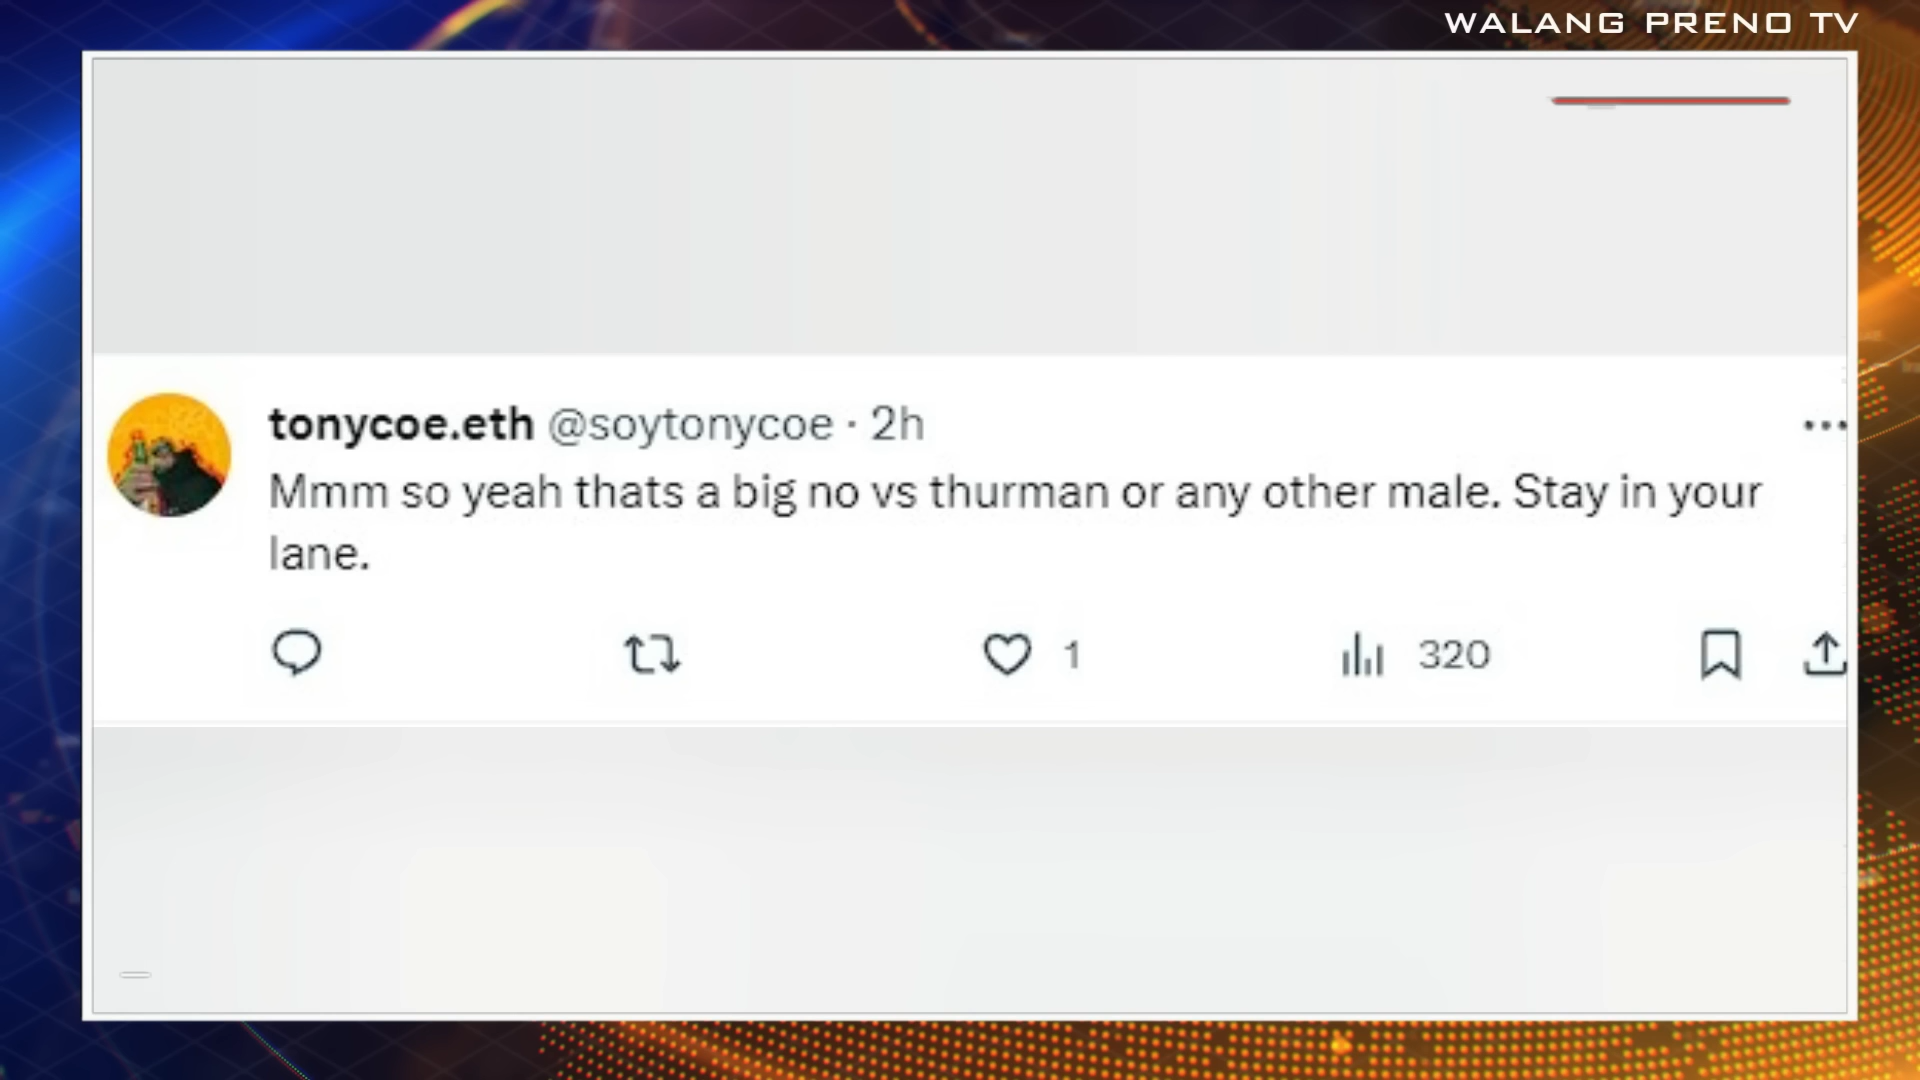 WALANG PRENO TV
tonycoe.eth @soytonycoe · 2h
Mmm so yeah thats a big no vs thurman or any other male. Stay in your
lane.
1 320